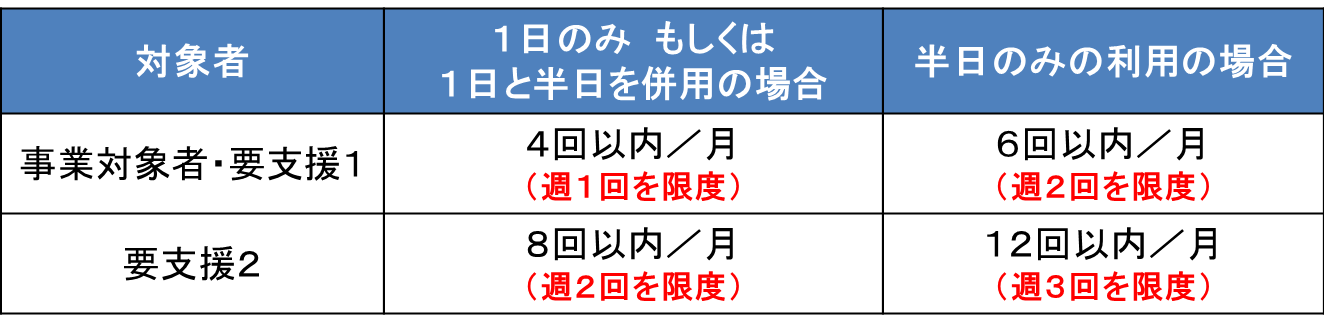 対象者
１日のみ　もしくは
１日と半日を併用の場合
半日のみの利用の場合
事業対象者・要支援１
４回以内／月
（週１回を限度）
６回以内／月
（週２回を限度）
要支援２
８回以内／月
（週２回を限度）
１２回以内／月
（週３回を限度）